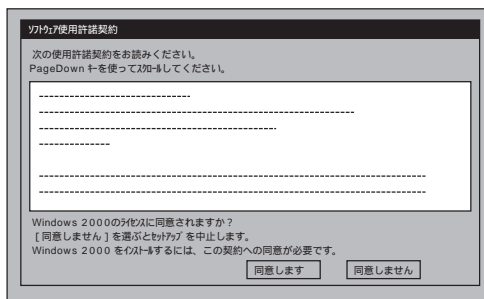 ソフトウェア使用許諾契約
次の使用許諾契約をお読みください。
PageDown キーを使ってスクロールしてください。
Windows 2000のライセンスに同意されますか？
[ 同意しません ] を選ぶとセットアップを中止します。
Windows 2000 をインストールするには、この契約への同意が必要です。
同意します
同意しません